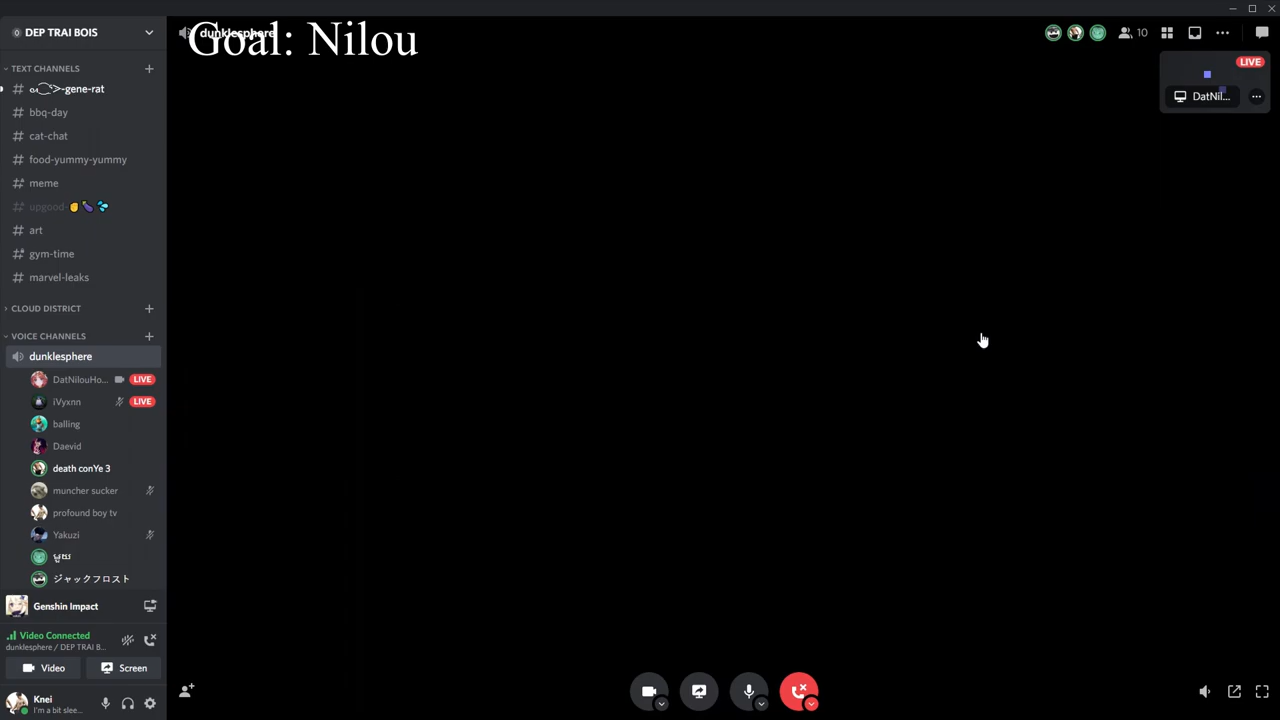 DEP TRAI BOIS
Goal: Nilou
dunklesphere
10
LIVE
DatNil...
TEXT CHANNELS
-gene-rat
bbq-day
cat-chat
food-yummy-yummy
meme
upgood-
art
gym-time
marvel-leaks
CLOUD DISTRICT
VOICE CHANNELS
dunklesphere
DatNilouHo... LIVE
iVyxnn LIVE
balling
Daevid
death conYe 3
muncher sucker
profound boy tv
Yakuzi
ジャックフロスト
Genshin Impact
Video Connected
dunklesphere / DEP TRAI B...
Video Screen
Knei
I'm a bit slee...